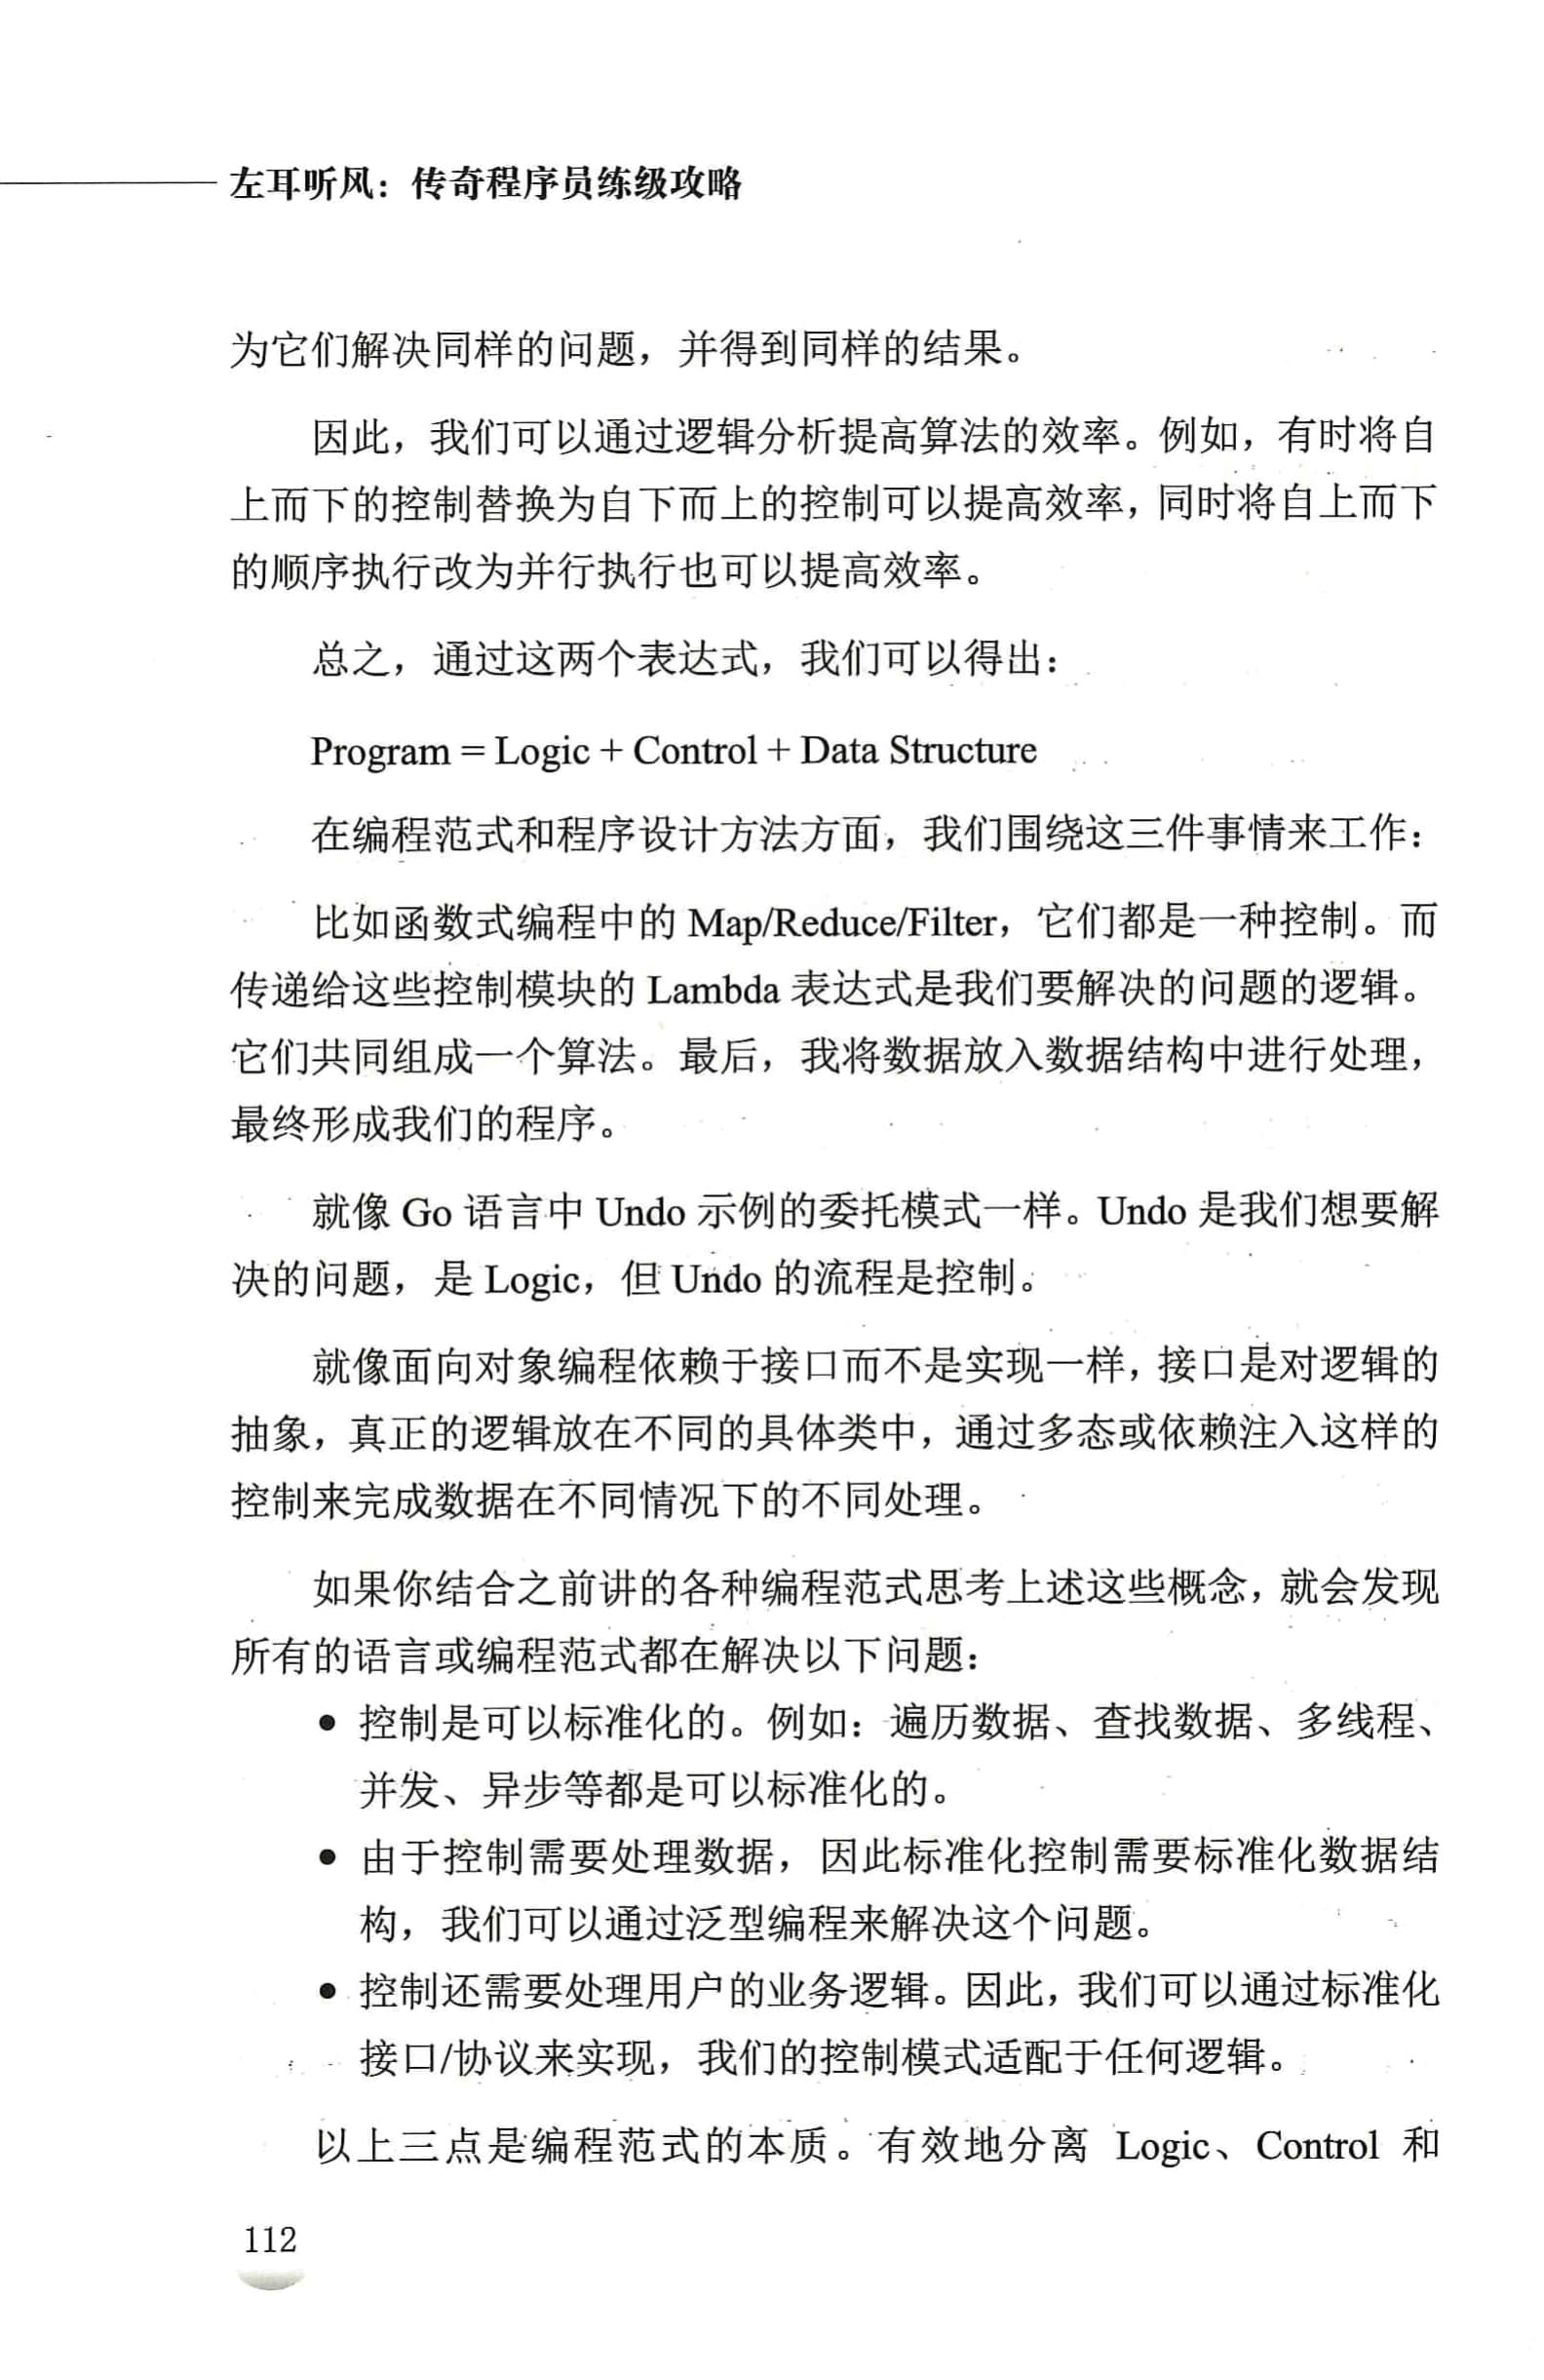 左耳听风：传奇程序员练级攻略
为它们解决同样的问题，并得到同样的结果。
因此，我们可以通过逻辑分析提高算法的效率。例如，有时将自
上而下的控制替换为自下而上的控制可以提高效率，同时将自上而下
的顺序执行改为并行执行也可以提高效率。
总之，通过这两个表达式，我们可以得出：
Program = Logic + Control + Data Structure
在编程范式和程序设计方法方面，我们围绕这三件事情来工作：
比如函数式编程中的 Map/Reduce/Filter，它们都是一种控制。而
传递给这些控制模块的 Lambda 表达式是我们要解决的问题的逻辑。
它们共同组成一个算法。最后，我将数据放入数据结构中进行处理，
最终形成我们的程序。
就像 Go 语言中 Undo 示例的委托模式一样。Undo 是我们想要解
决的问题，是 Logic，但 Undo 的流程是控制。
就像面向对象编程依赖于接口而不是实现一样，接口是对逻辑的
抽象，真正的逻辑放在不同的具体类中，通过多态或依赖注入这样的
控制来完成数据在不同情况下的不同处理。
如果你结合之前讲的各种编程范式思考上述这些概念，就会发现
所有的语言或编程范式都在解决以下问题：
● 控制是可以标准化的。例如：遍历数据、查找数据、多线程、
并发、异步等都是可以标准化的。
● 由于控制需要处理数据，因此标准化控制需要标准化数据结
构，我们可以通过泛型编程来解决这个问题。
● 控制还需要处理用户的业务逻辑。因此，我们可以通过标准化
接口/协议来实现，我们的控制模式适配于任何逻辑。
以上三点是编程范式的本质。有效地分离 Logic、Control 和
112